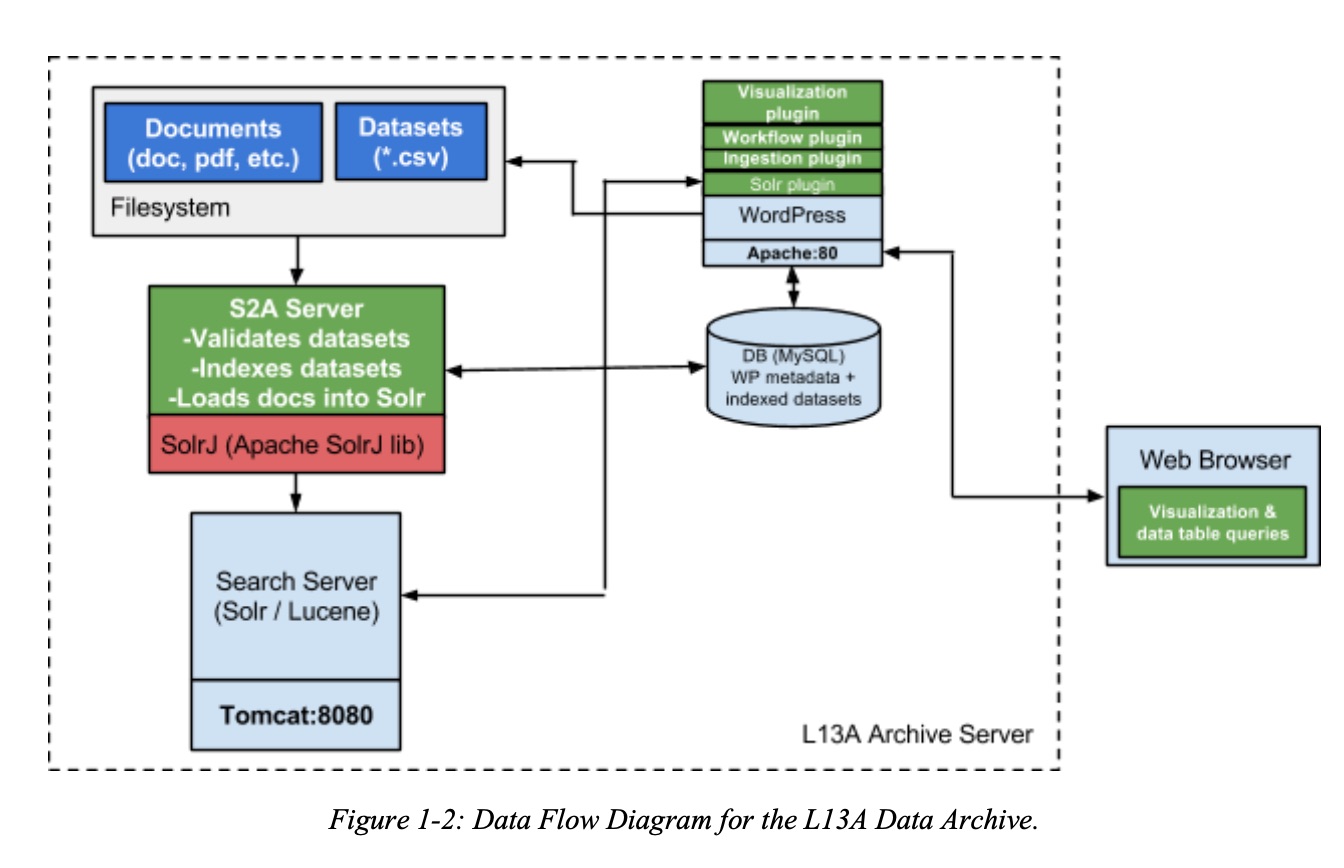 Documents
(doc, pdf, etc.)
Datasets
(*.csv)
Filesystem
S2A Server
-Validates datasets
-Indexes datasets
-Loads docs into Solr
SolrJ (Apache SolrJ lib)
Search Server
(Solr / Lucene)
Tomcat:8080
Visualization
plugin
Workflow plugin
Ingestion plugin
Solr plugin
WordPress
Apache:80
DB (MySQL)
WP metadata +
indexed datasets
Web Browser
Visualization &
data table queries
L13A Archive Server
Figure 1-2: Data Flow Diagram for the L13A Data Archive.